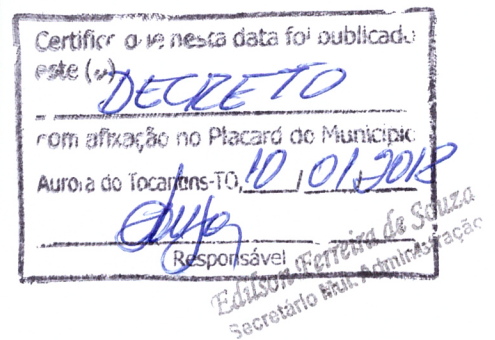 Certifico que nesta data foi publicado
este (a) DECRETO
com afixação no Placard do Município
Aurora do Tocantins-TO, 10 / 01 / 2018
Responsável
Edilson Ferreira de Souza
Secretário Mun. Administração